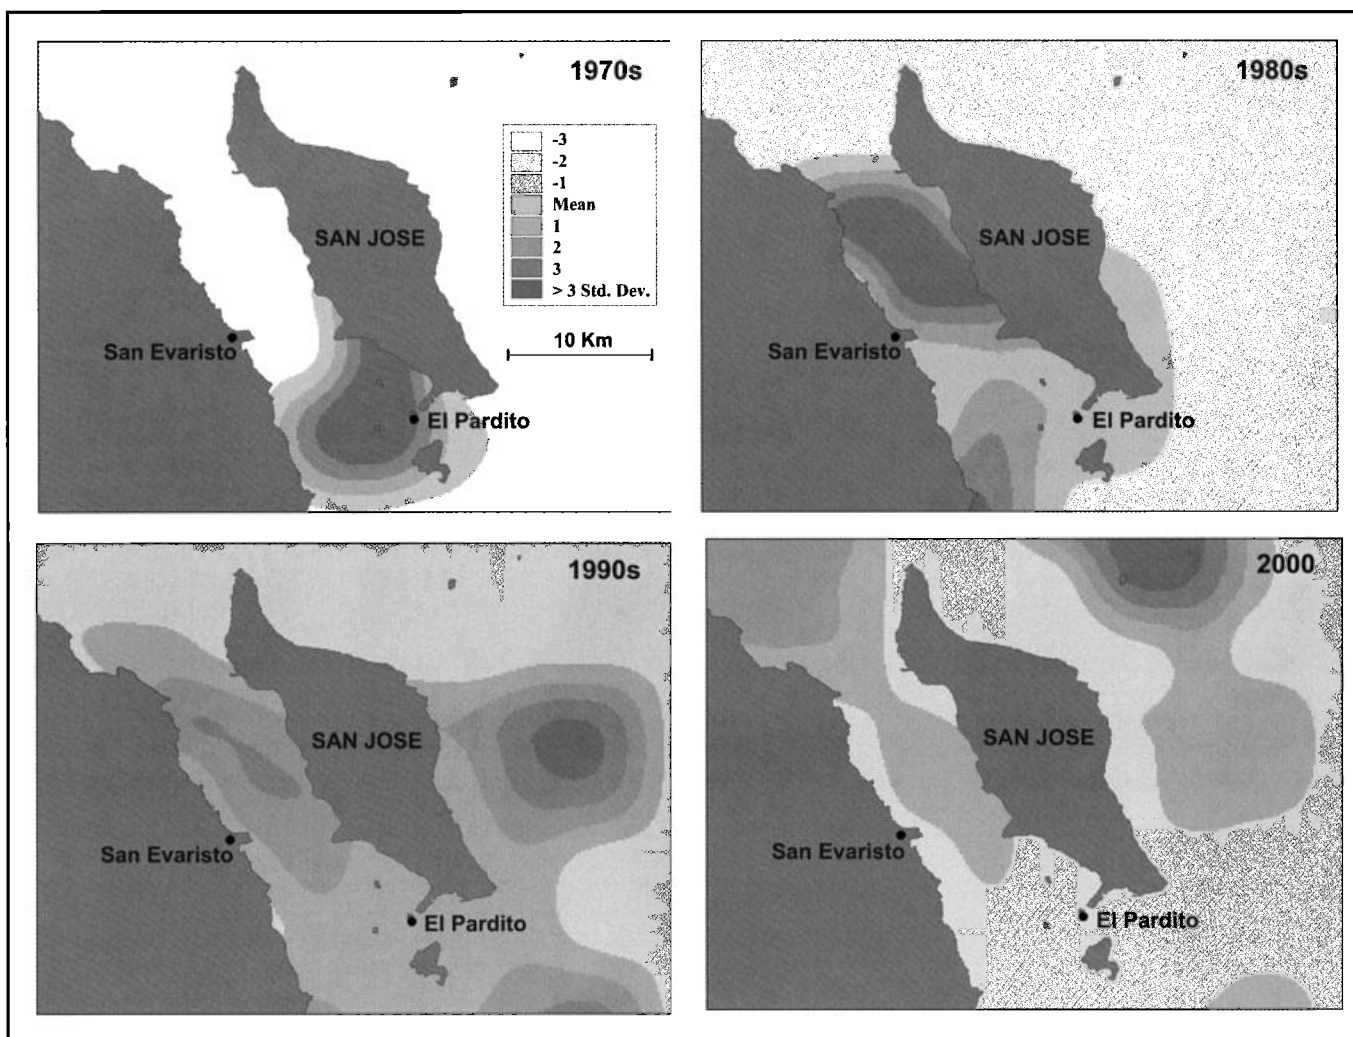 1970s
-3
-2
-1
Mean
1
2
3
> 3 Std. Dev.
SAN JOSE
10 Km
San Evaristo
El Pardito
1980s
SAN JOSE
San Evaristo
El Pardito
1990s
SAN JOSE
San Evaristo
El Pardito
2000
SAN JOSE
San Evaristo
El Pardito